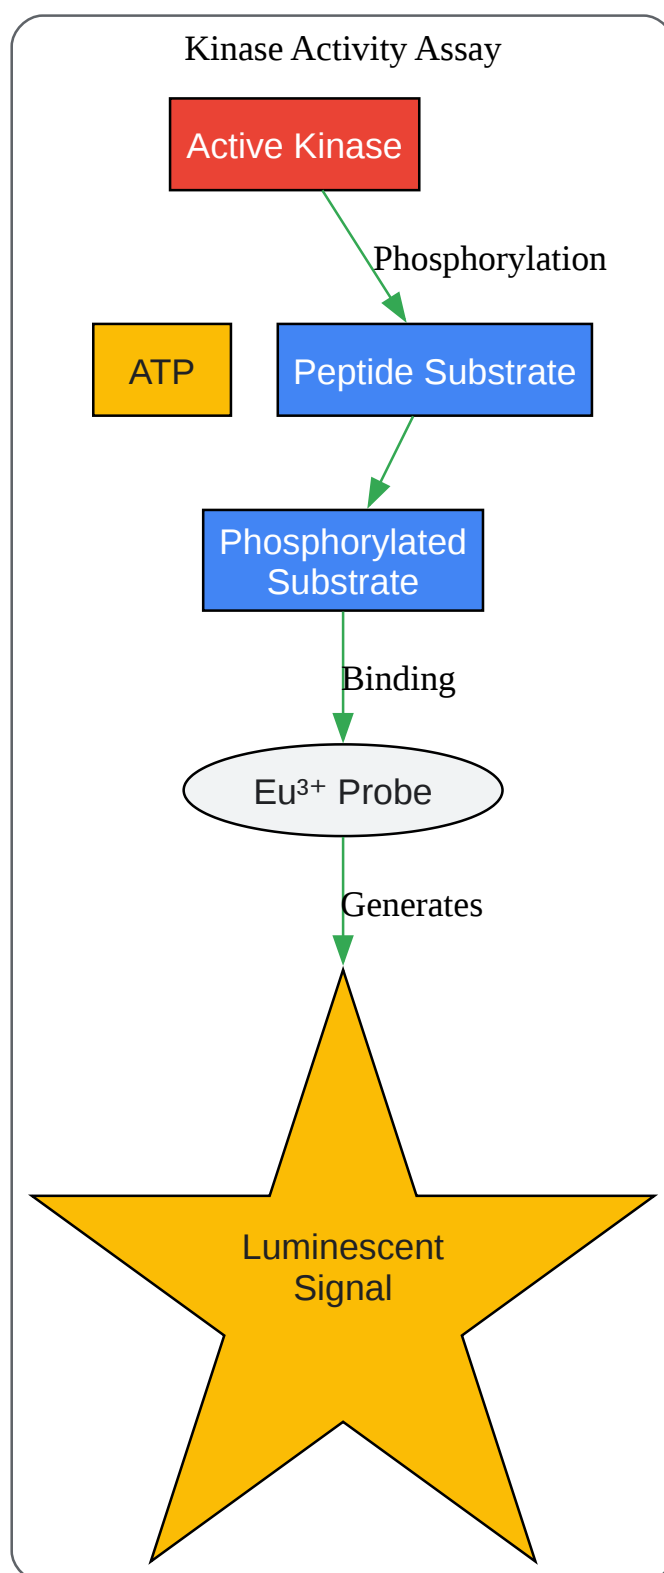 Kinase Activity Assay
Active Kinase
Phosphorylation
ATP
Peptide Substrate
Phosphorylated
Substrate
Binding
Eu³⁺ Probe
Generates
Luminescent
Signal